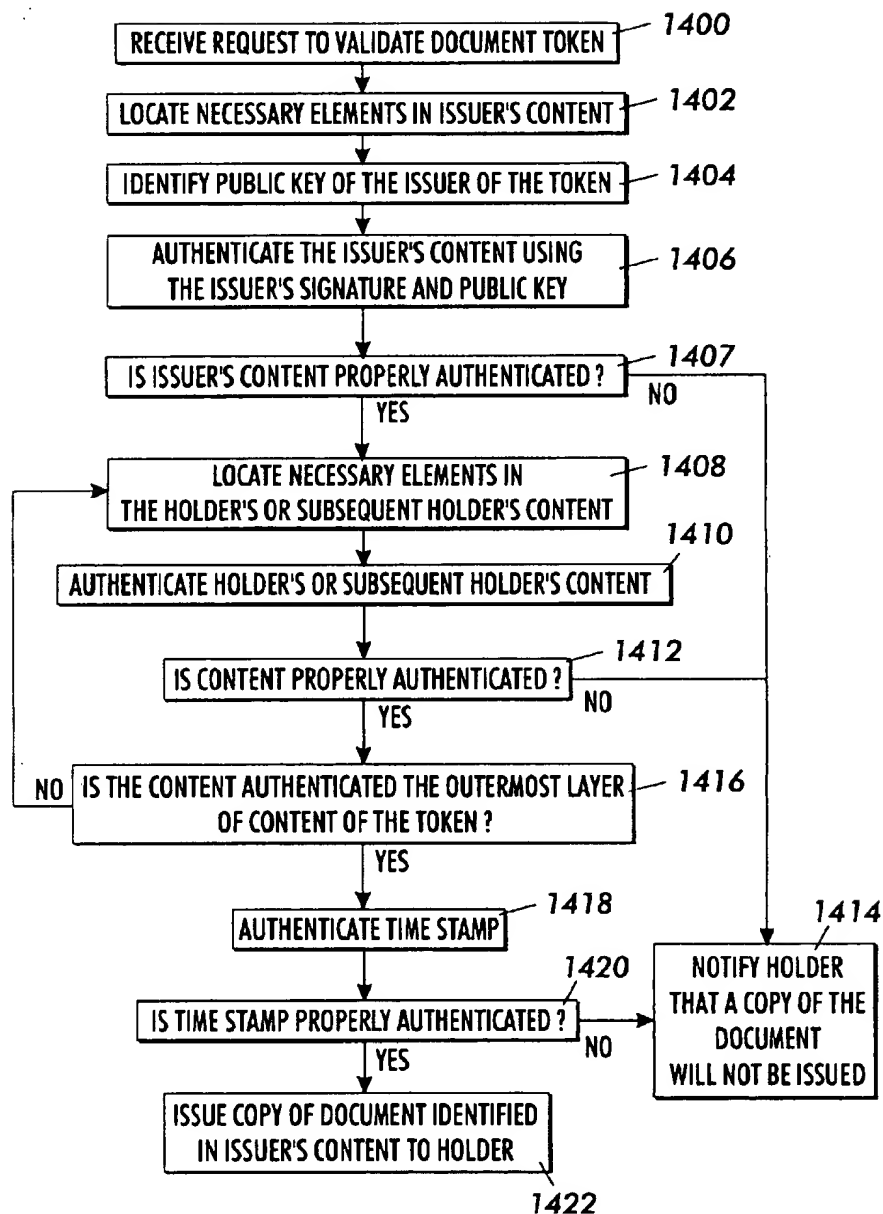 RECEIVE REQUEST TO VALIDATE DOCUMENT TOKEN
1400
LOCATE NECESSARY ELEMENTS IN ISSUER'S CONTENT
1402
IDENTIFY PUBLIC KEY OF THE ISSUER OF THE TOKEN
1404
AUTHENTICATE THE ISSUER'S CONTENT USING
THE ISSUER'S SIGNATURE AND PUBLIC KEY
1406
IS ISSUER'S CONTENT PROPERLY AUTHENTICATED ?
1407
NO
YES
LOCATE NECESSARY ELEMENTS IN
THE HOLDER'S OR SUBSEQUENT HOLDER'S CONTENT
1408
AUTHENTICATE HOLDER'S OR SUBSEQUENT HOLDER'S CONTENT
1410
IS CONTENT PROPERLY AUTHENTICATED ?
1412
NO
YES
NO
IS THE CONTENT AUTHENTICATED THE OUTERMOST LAYER
OF CONTENT OF THE TOKEN ?
1416
YES
AUTHENTICATE TIME STAMP
1418
IS TIME STAMP PROPERLY AUTHENTICATED ?
1420
NO
YES
NOTIFY HOLDER
THAT A COPY OF THE
DOCUMENT
WILL NOT BE ISSUED
1414
ISSUE COPY OF DOCUMENT IDENTIFIED
IN ISSUER'S CONTENT TO HOLDER
1422